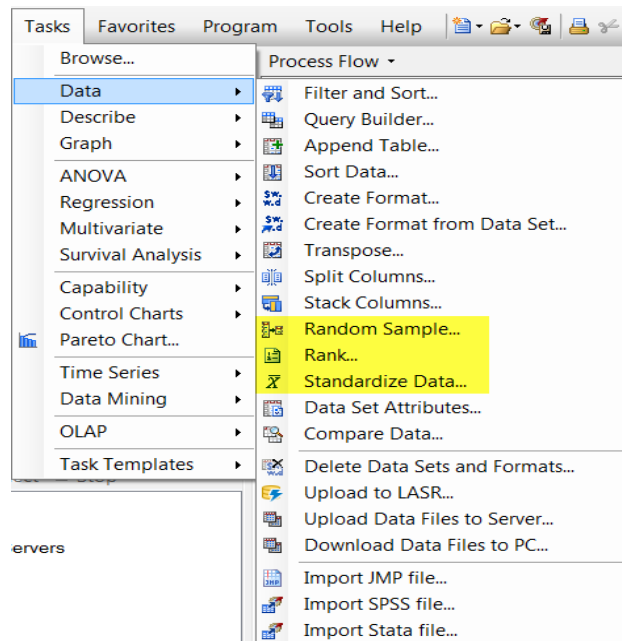 Tasks Favorites Program Tools Help
Process Flow
Browse...
Data
Describe
Graph
ANOVA
Regression
Multivariate
Survival Analysis
Capability
Control Charts
Pareto Chart...
Time Series
Data Mining
OLAP
Task Templates
Filter and Sort...
Query Builder...
Append Table...
Sort Data...
Create Format...
Create Format from Data Set...
Transpose...
Split Columns...
Stack Columns...
Random Sample...
Rank...
Standardize Data...
Data Set Attributes...
Compare Data...
Delete Data Sets and Formats...
Upload to LASR...
Upload Data Files to Server...
Download Data Files to PC...
Import JMP file...
Import SPSS file...
Import Stata file...
ervers